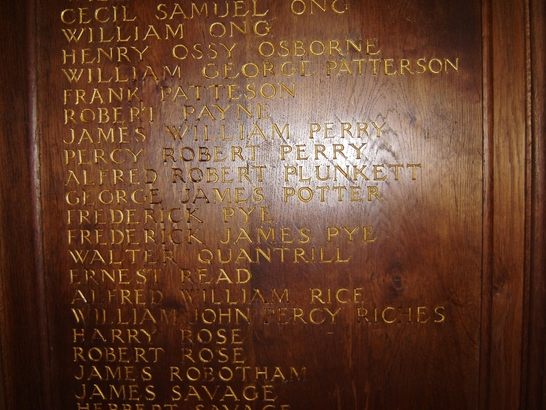 CECIL SAMUEL ONG
WILLIAM ONG
HENRY OSSY OSBORNE
WILLIAM GEORGE PATTERSON
FRANK PATTESON
ROBERT PAYNE
JAMES WILLIAM PERRY
PERCY ROBERT PERRY
ALFRED ROBERT PLUNKETT
GEORGE JAMES POTTER
FREDERICK PYE
FREDERICK JAMES PYE
WALTER QUANTRILL
ERNEST READ
ALFRED WILLIAM RICE
WILLIAM JOHN PERCY RICHES
HARRY ROSE
ROBERT ROSE
JAMES ROBOTHAM
JAMES SAVAGE
HERBERT SAVAGE